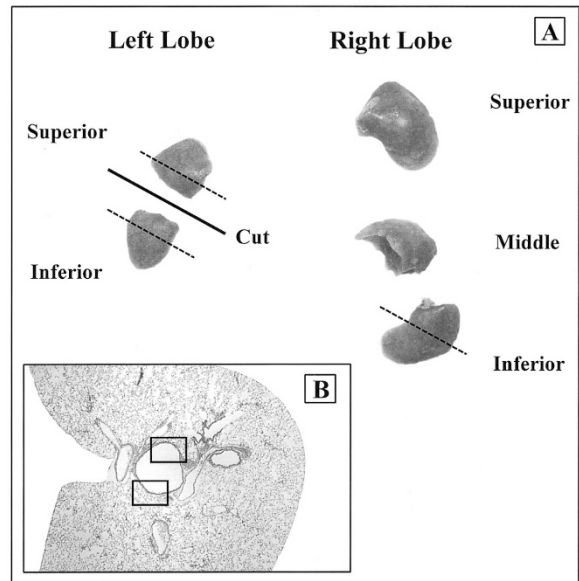 A
Left Lobe
Right Lobe
Superior
Superior
Cut
Middle
Inferior
Inferior
B